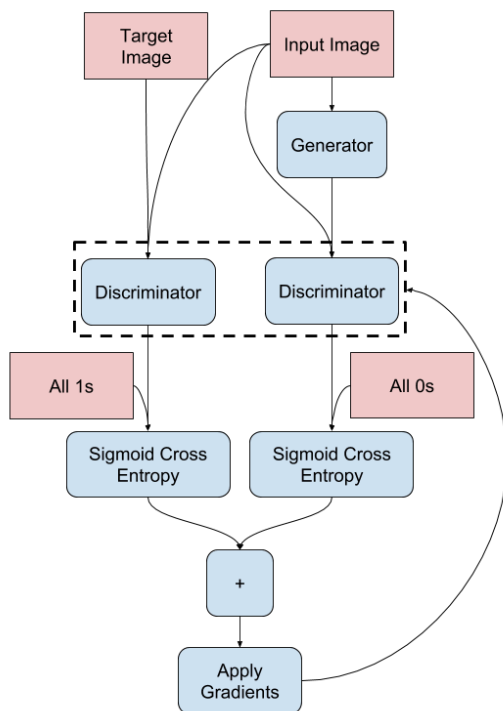 Target
Image
Input Image
Generator
Discriminator
Discriminator
All 1s
All 0s
Sigmoid Cross
Entropy
Sigmoid Cross
Entropy
+
Apply
Gradients